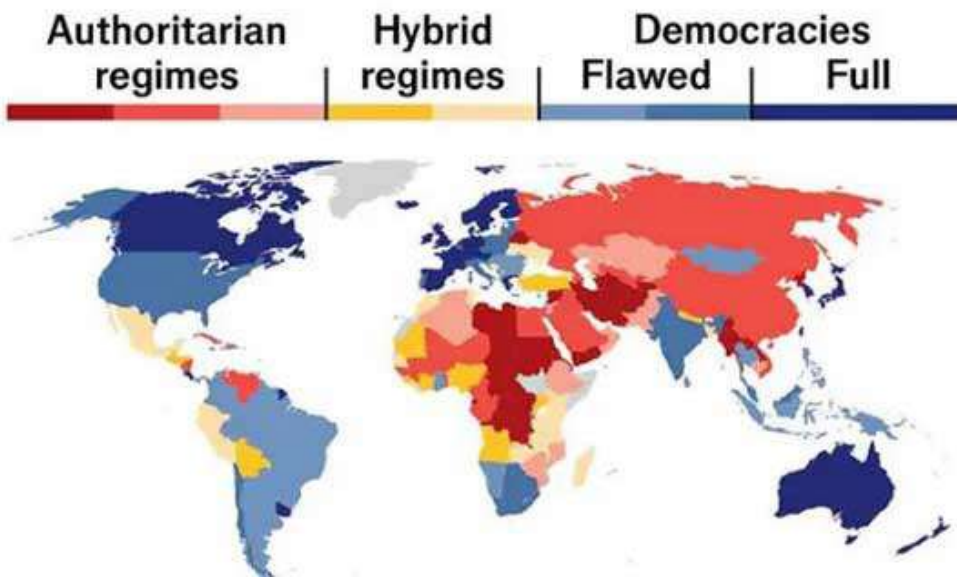 Authoritarian regimes
Hybrid regimes
Democracies
Flawed
Full